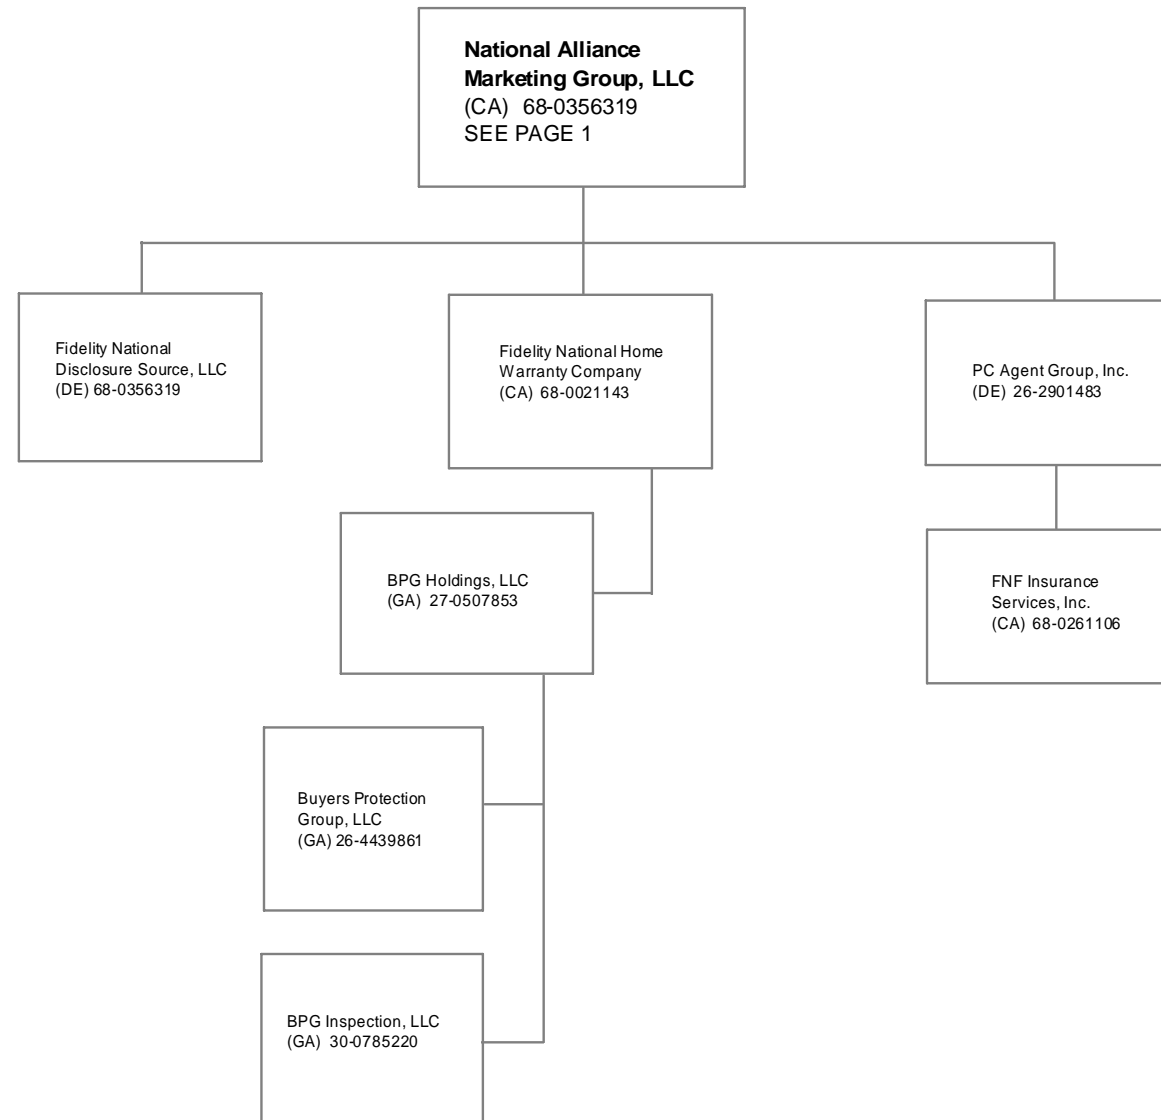 National Alliance
Marketing Group, LLC
(CA) 68-0356319
SEE PAGE 1
Fidelity National
Disclosure Source, LLC
(DE) 68-0356319
Fidelity National Home
Warranty Company
(CA) 68-0021143
PC Agent Group, Inc.
(DE) 26-2901483
BPG Holdings, LLC
(GA) 27-0507853
FNF Insurance
Services, Inc.
(CA) 68-0261106
Buyers Protection
Group, LLC
(GA) 26-4439861
BPG Inspection, LLC
(GA) 30-0785220